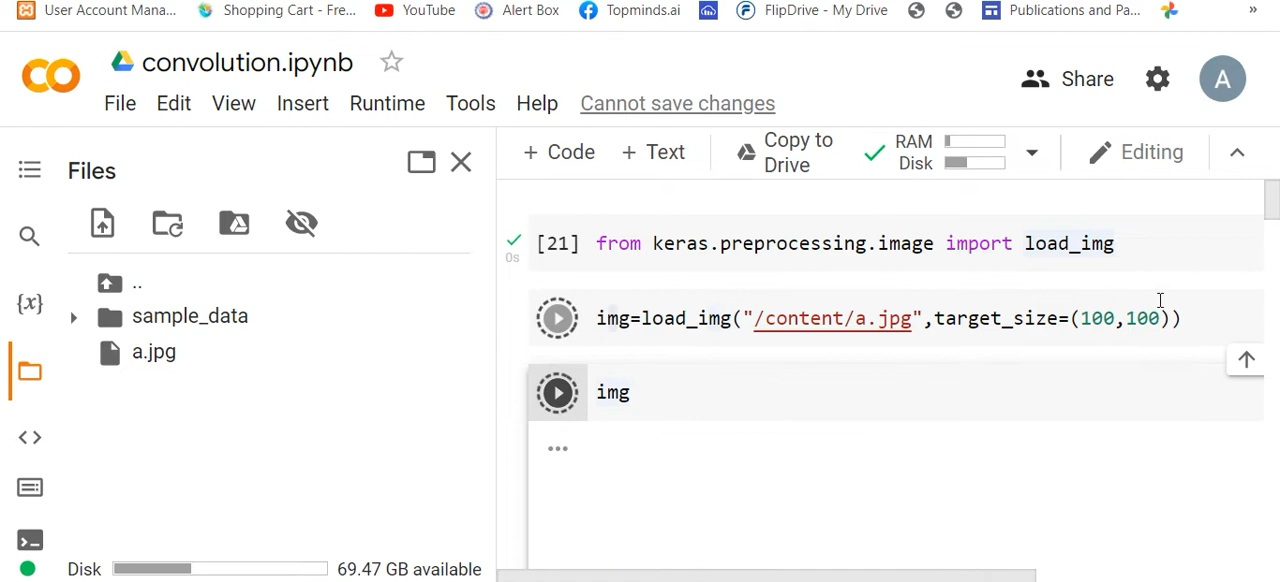 User Account Mana...
Shopping Cart - Fre...
YouTube
Alert Box
Topminds.ai
FlipDrive - My Drive
Publications and Pa...
»
convolution.ipynb
File Edit View Insert Runtime Tools Help Cannot save changes
Share
A
Files
+ Code + Text
Copy to
Drive
RAM
Disk
Editing
..
sample_data
a.jpg
{x}
<>
Disk 69.47 GB available
[21] from keras.preprocessing.image import load_img
0s
img=load_img("/content/a.jpg",target_size=(100,100))
img
...